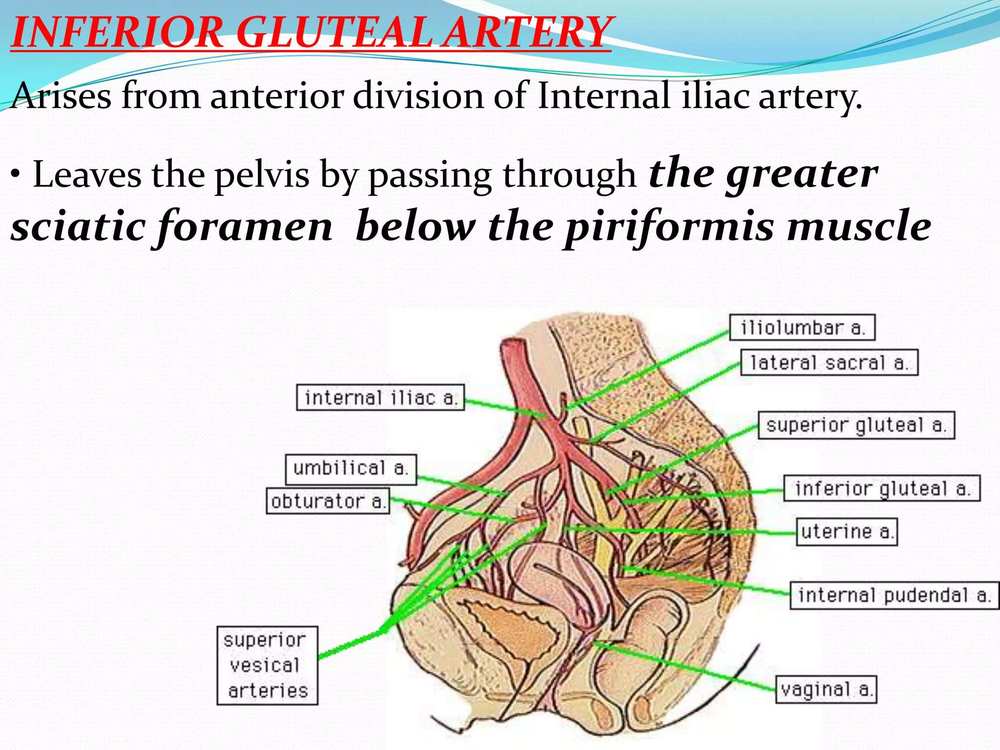 INFERIOR GLUTEAL ARTERY
Arises from anterior division of Internal iliac artery.
• Leaves the pelvis by passing through the greater
sciatic foramen below the piriformis muscle
iliolumbar a.
lateral sacral a.
internal iliac a.
superior gluteal a.
umbilical a.
inferior gluteal a.
obturator a.
uterine a.
internal pudendal a.
superior
vesical
arteries
vaginal a.